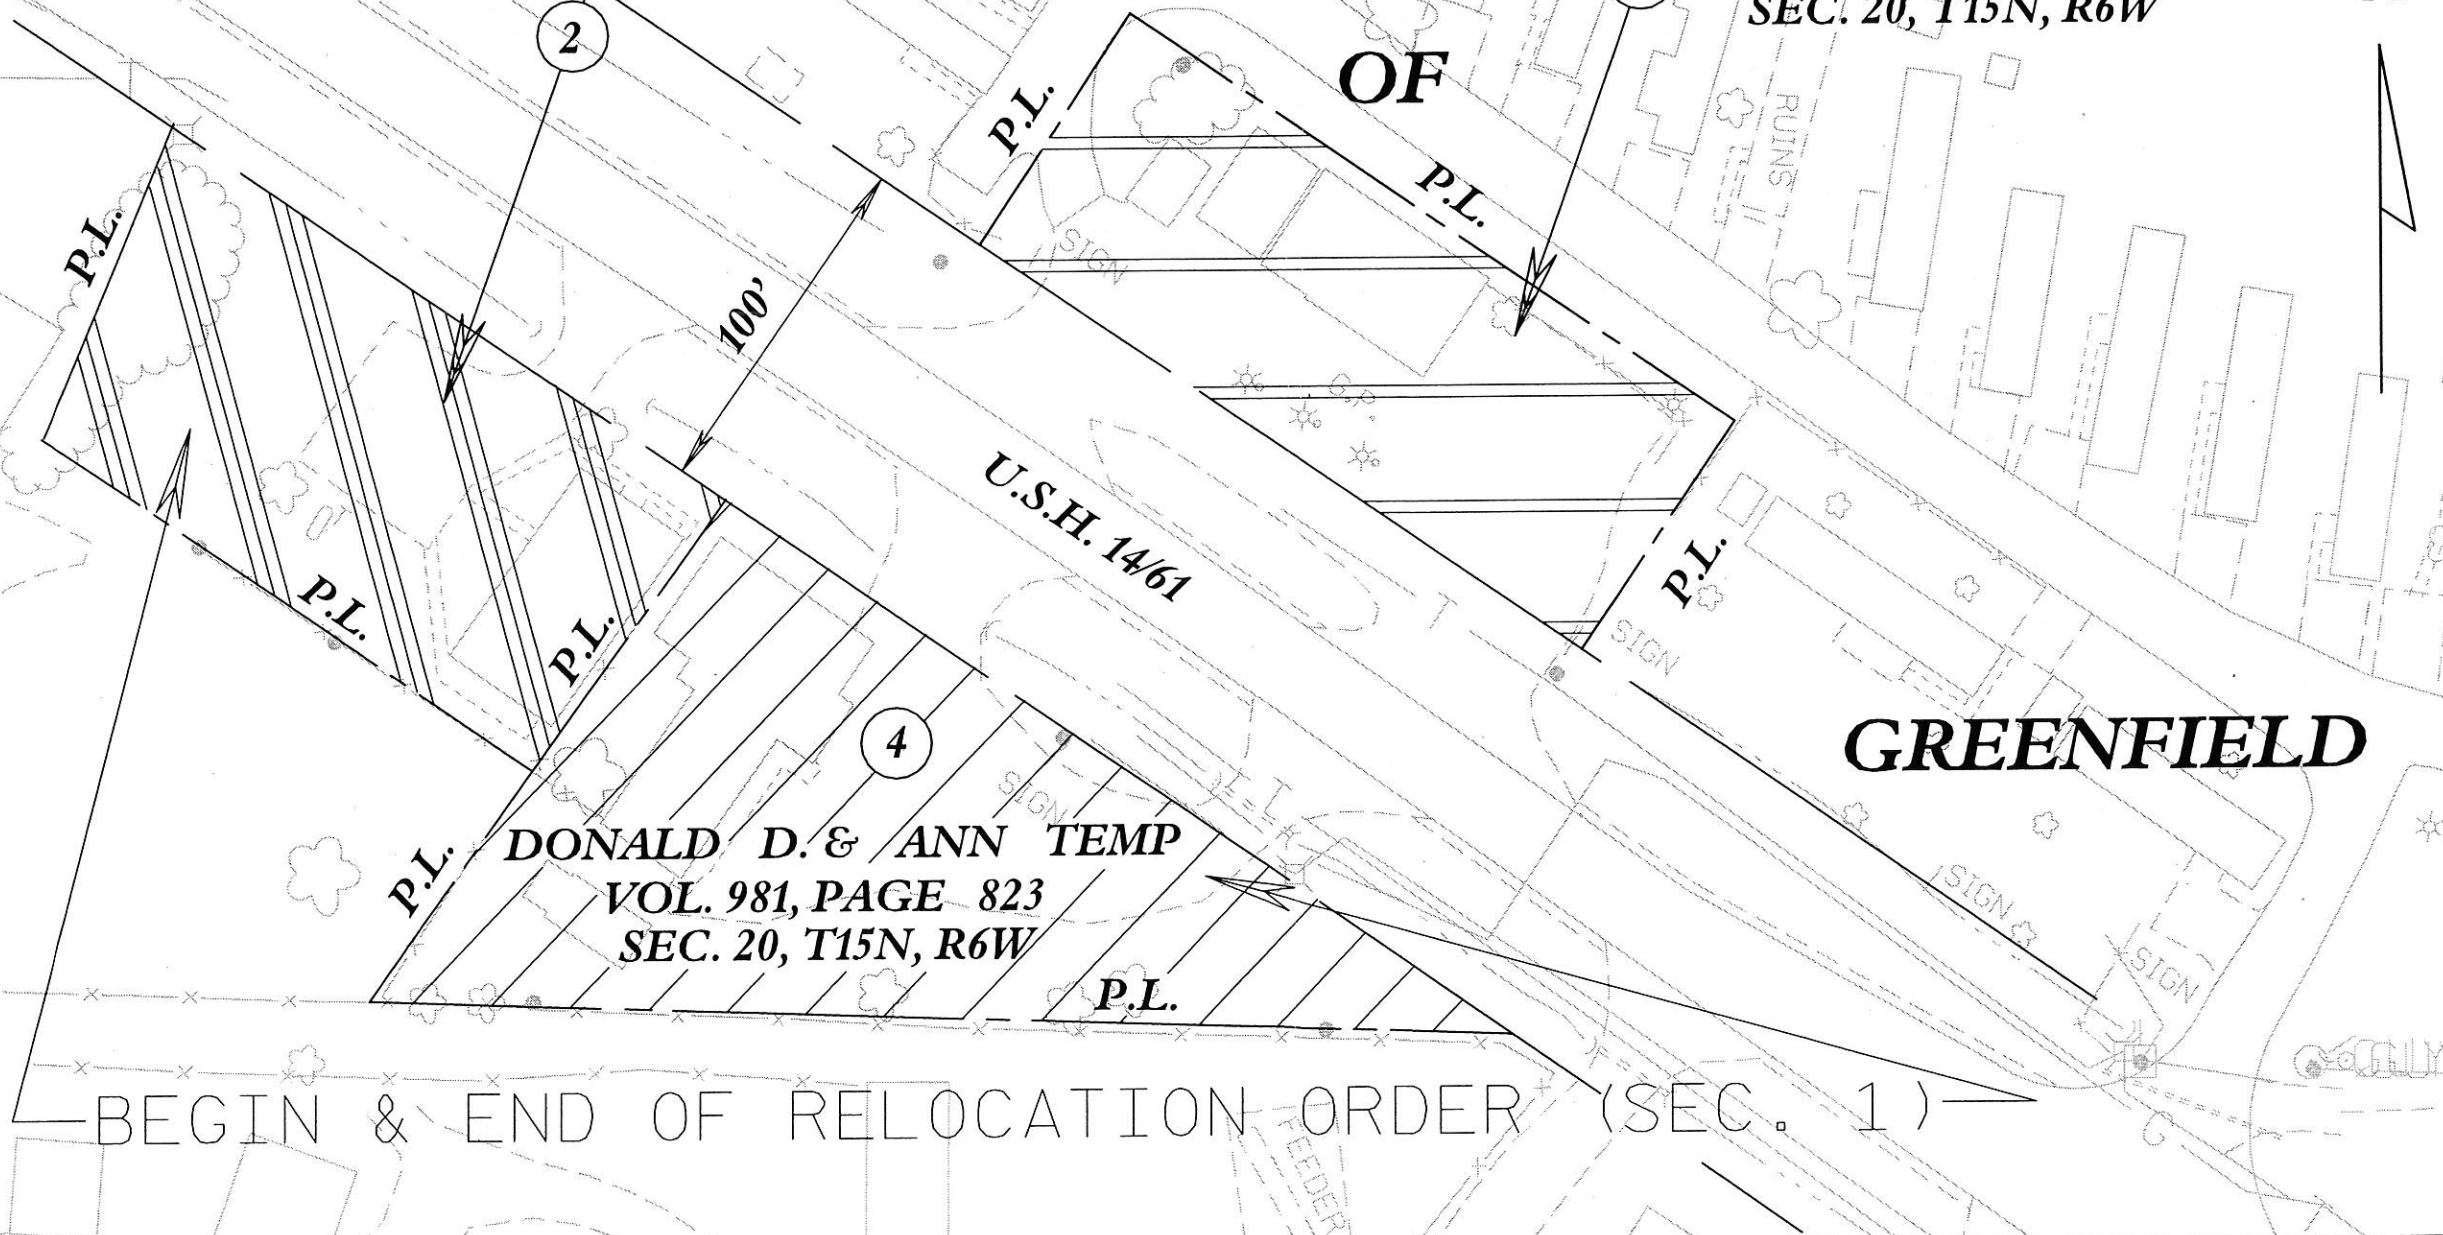 SEC. 20, T15N, R6W
2
OF
P.L.
P.L.
RUINS
P.L.
SIGN
100'
G.P.
U.S.H. 14/61
P.L.
P.L.
P.L.
SIGN
GREENFIELD
4
SIGN
DONALD D. & ANN TEMP
VOL. 981, PAGE 823
SEC. 20, T15N, R6W
P.L.
SIGN
SIGN
P.L.
BEGIN & END OF RELOCATION ORDER (SEC. 1)
FEEDER